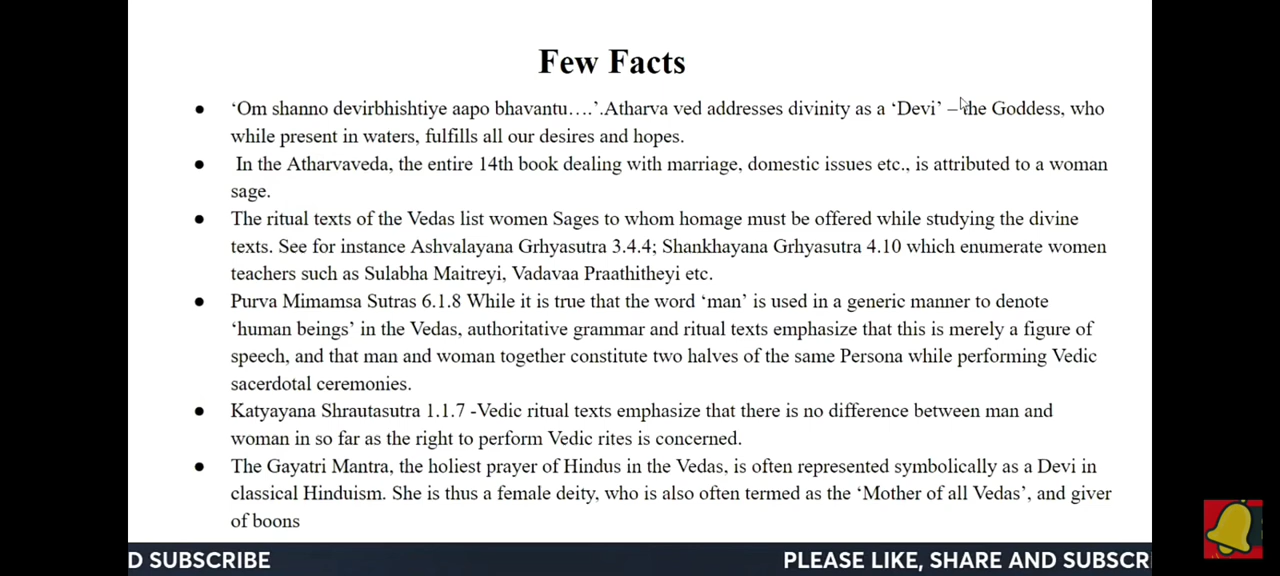 Few Facts
● ‘Om shanno devirbhishtiye aapo bhavantu….’.Atharva ved addresses divinity as a ‘Devi’ – the Goddess, who
while present in waters, fulfills all our desires and hopes.
● In the Atharvaveda, the entire 14th book dealing with marriage, domestic issues etc., is attributed to a woman
sage.
● The ritual texts of the Vedas list women Sages to whom homage must be offered while studying the divine
texts. See for instance Ashvalayana Grhyasutra 3.4.4; Shankhayana Grhyasutra 4.10 which enumerate women
teachers such as Sulabha Maitreyi, Vadavaa Praathitheyi etc.
● Purva Mimamsa Sutras 6.1.8 While it is true that the word ‘man’ is used in a generic manner to denote
‘human beings’ in the Vedas, authoritative grammar and ritual texts emphasize that this is merely a figure of
speech, and that man and woman together constitute two halves of the same Persona while performing Vedic
sacerdotal ceremonies.
● Katyayana Shrautasutra 1.1.7 -Vedic ritual texts emphasize that there is no difference between man and
woman in so far as the right to perform Vedic rites is concerned.
● The Gayatri Mantra, the holiest prayer of Hindus in the Vedas, is often represented symbolically as a Devi in
classical Hinduism. She is thus a female deity, who is also often termed as the ‘Mother of all Vedas’, and giver
of boons
D SUBSCRIBE PLEASE LIKE, SHARE AND SUBSCR